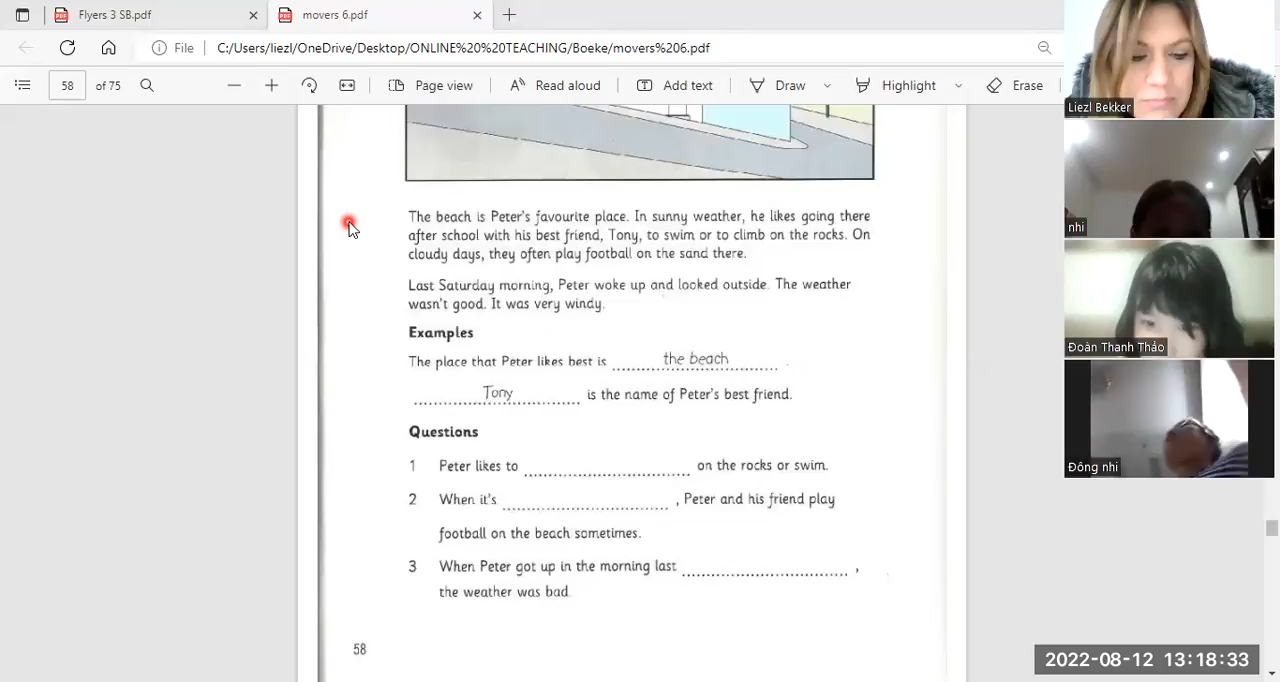 Flyers 3 SB.pdf
movers 6.pdf
File
C:/Users/liezl/OneDrive/Desktop/ONLINE%20%20TEACHING/Boeke/movers%206.pdf
58 of 75
Page view
Read aloud
Add text
Draw
Highlight
Erase
The beach is Peter's favourite place. In sunny weather, he likes going there
after school with his best friend, Tony, to swim or to climb on the rocks. On
cloudy days, they often play football on the sand there.
Last Saturday morning, Peter woke up and looked outside. The weather
wasn't good. It was very windy.
Examples
The place that Peter likes best is the beach .
Tony is the name of Peter's best friend.
Questions
1 Peter likes to .............................. on the rocks or swim.
2 When it's .............................. , Peter and his friend play
football on the beach sometimes.
3 When Peter got up in the morning last .............................. ,
the weather was bad.
58
Liezl Bekker
nhi
Đoàn Thanh Thảo
Đông nhi
2022-08-12 13:18:33